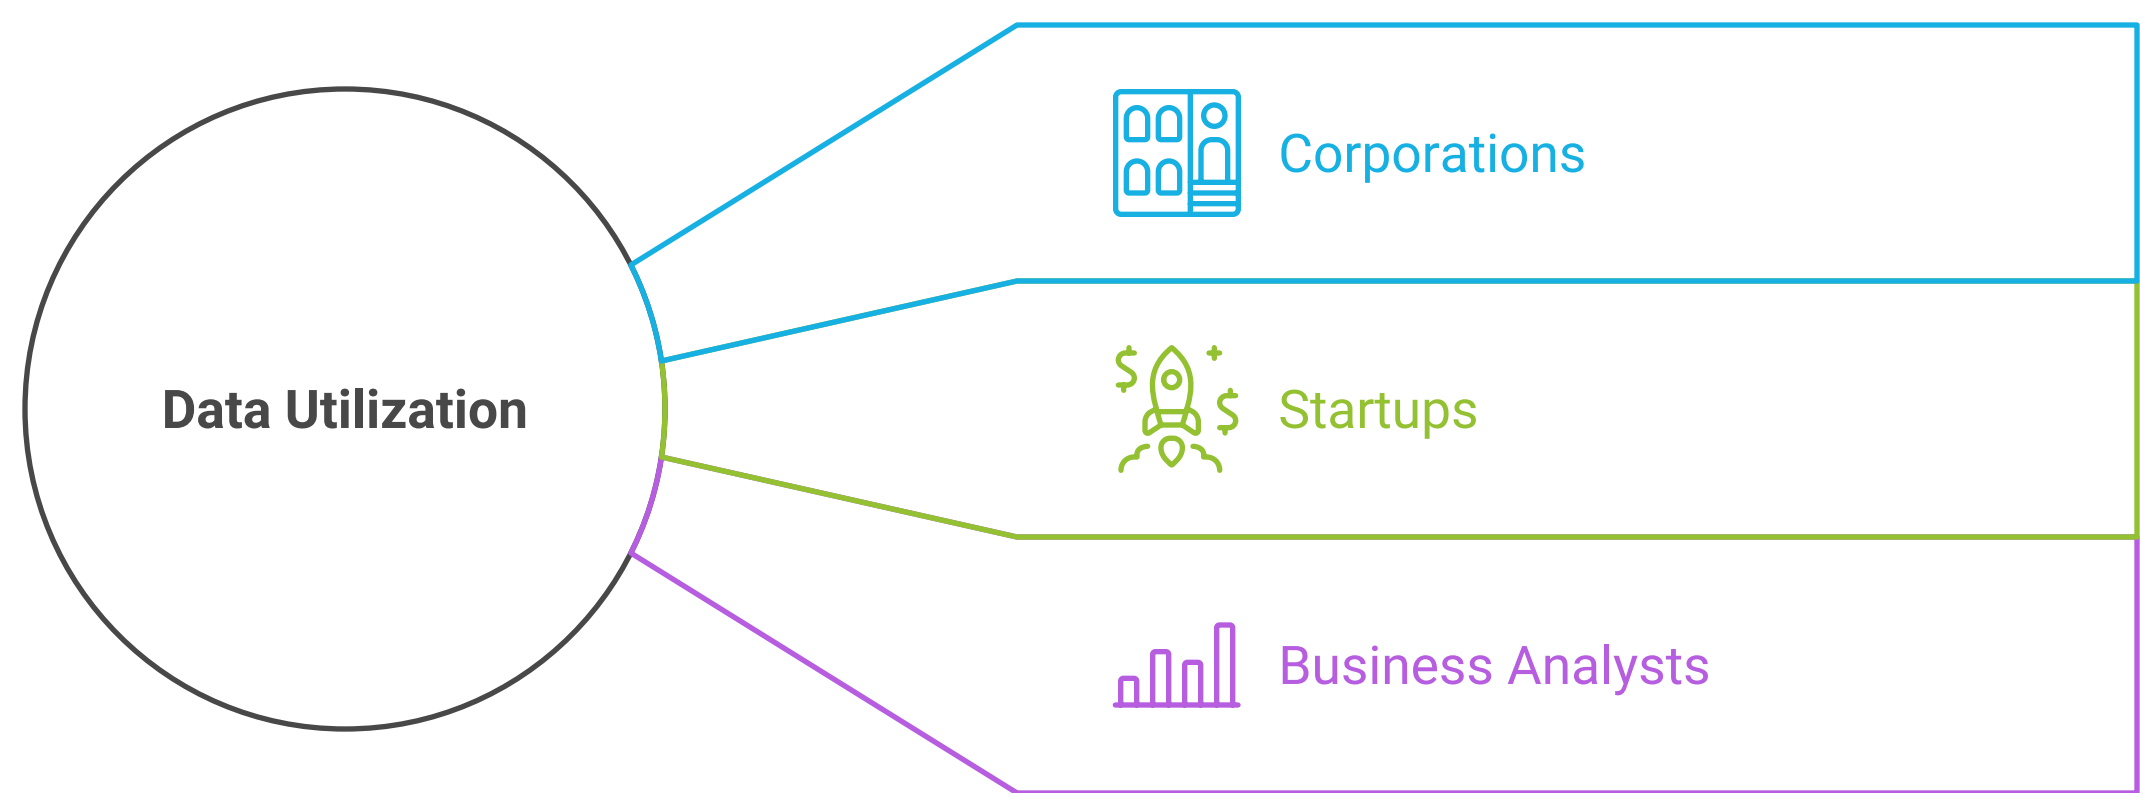 Data Utilization
Corporations
Startups
Business Analysts